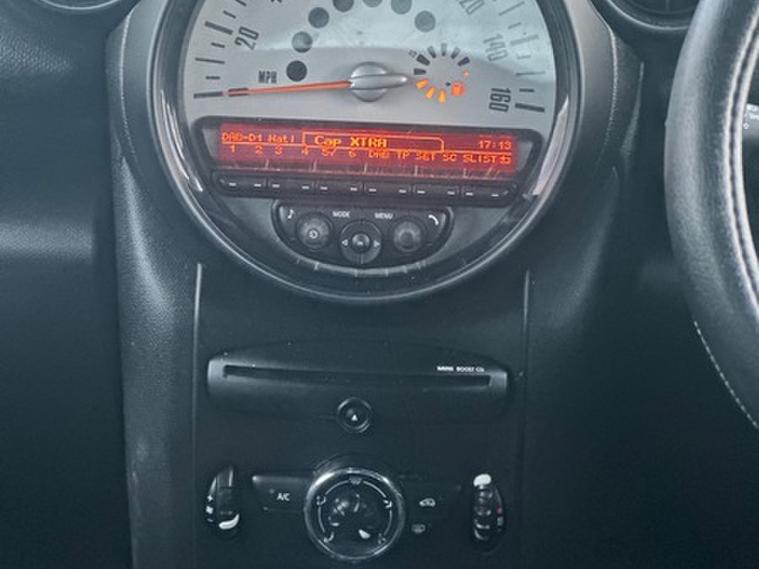 20
120
140
160
MPH
DAB-D1 Natl Cap XTRA 17:13
1 2 3 4 5▽ 6 DAB TP SET SC SLIST
MODE MENU
MINI BOOST CD
A/C